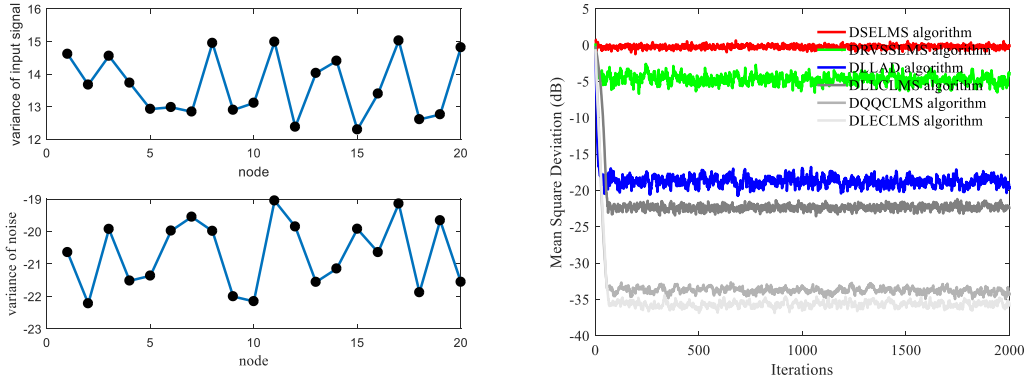 16
15
14
13
12
variance of input signal
0
5
10
15
20
node
-19
-20
-21
-22
-23
variance of noise
0
5
10
15
20
node
5
0
-5
-10
-15
-20
-25
-30
-35
-40
Mean Square Deviation (dB)
DSELMS algorithm
DRVSSLMS algorithm
DLLAD algorithm
DLLCLMS algorithm
DQQCLMS algorithm
DLECLMS algorithm
0
500
1000
1500
2000
Iterations